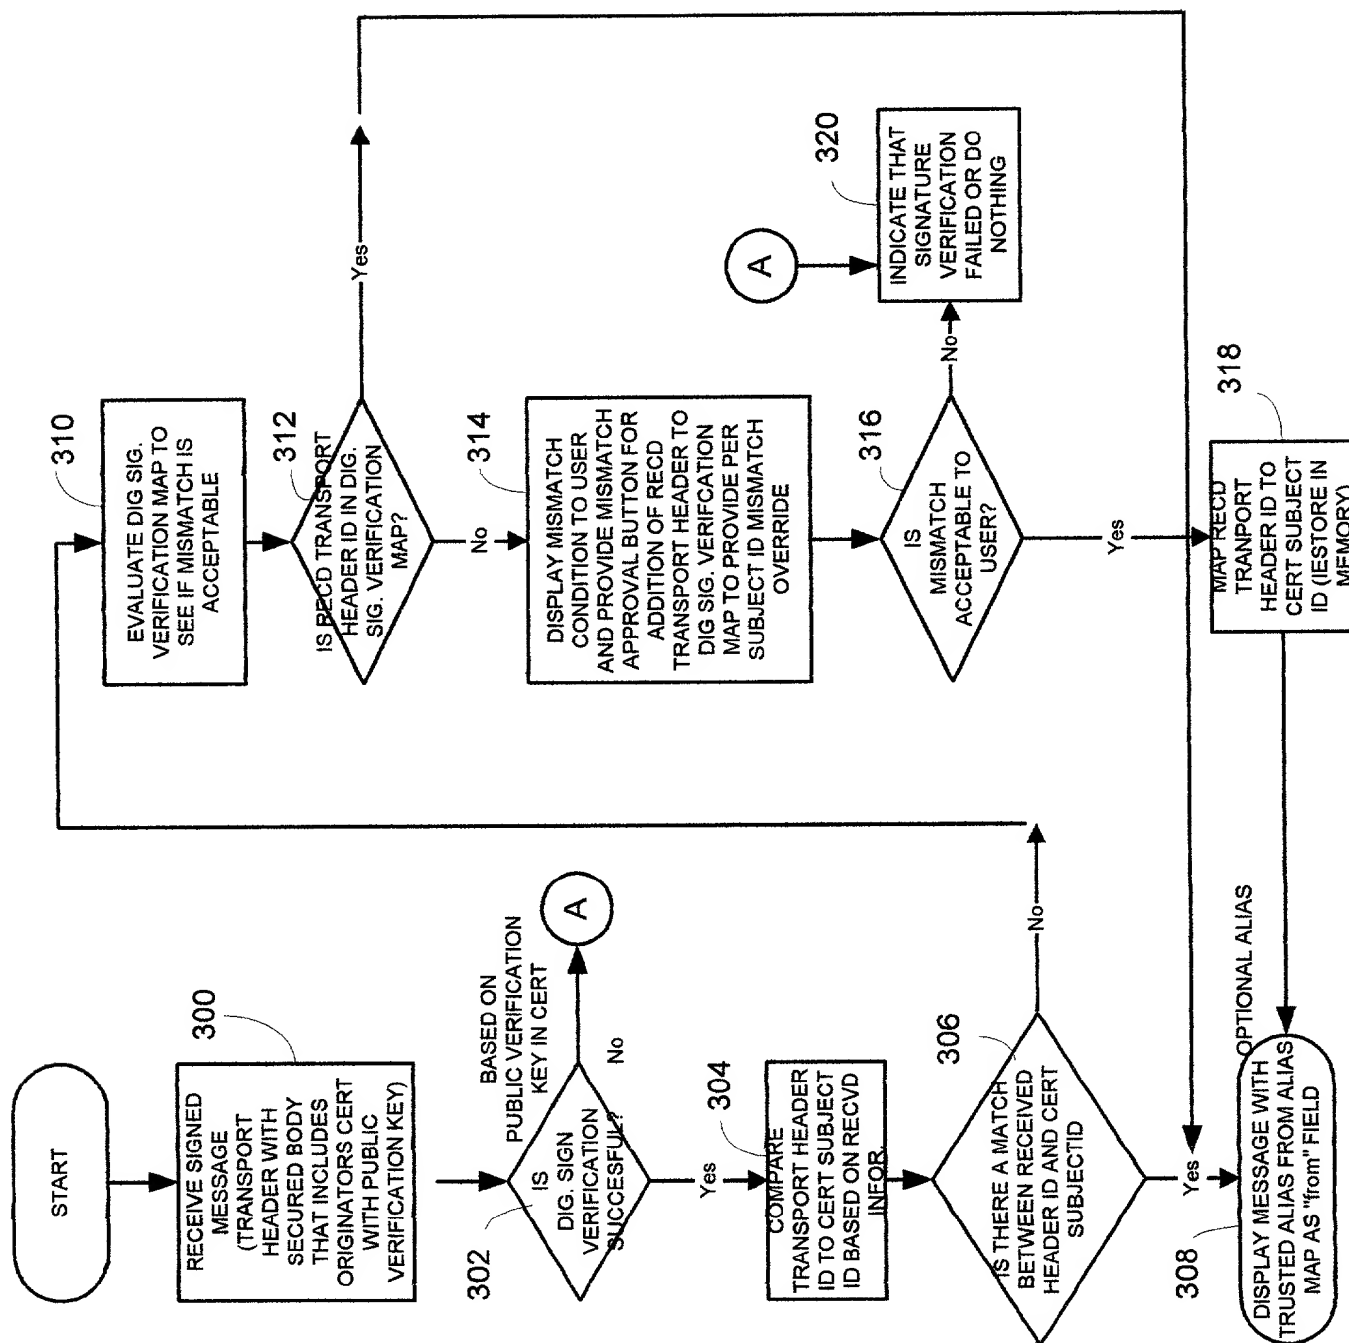 START
300
RECEIVE SIGNED
MESSAGE
(TRANSPORT
HEADER WITH
SECURED BODY
THAT INCLUDES
ORIGINATORS CERT
WITH PUBLIC
VERIFICATION KEY)
BASED ON
PUBLIC VERIFICATION
KEY IN CERT
302
IS
DIG. SIGN
VERIFICATION
SUCCESSFUL?
No
A
Yes
304
COMPARE
TRANSPORT HEADER
ID TO CERT SUBJECT
ID BASED ON RECVD
INFOR.
306
IS THERE A MATCH
BETWEEN RECEIVED
HEADER ID AND CERT
SUBJECTID
No
Yes
308
OPTIONAL ALIAS
DISPLAY MESSAGE WITH
TRUSTED ALIAS FROM ALIAS
MAP AS "from" FIELD
310
EVALUATE DIG SIG.
VERIFICATION MAP TO
SEE IF MISMATCH IS
ACCEPTABLE
312
IS RECD TRANSPORT
HEADER ID IN DIG.
SIG. VERIFICATION
MAP?
Yes
No
314
DISPLAY MISMATCH
CONDITION TO USER
AND PROVIDE MISMATCH
APPROVAL BUTTON FOR
ADDITION OF RECD
TRANSPORT HEADER TO
DIG SIG. VERIFCATION
MAP TO PROVIDE PER
SUBJECT ID MISMATCH
OVERRIDE
316
IS
MISMATCH
ACCEPTABLE TO
USER?
No
A
320
INDICATE THAT
SIGNATURE
VERIFICATION
FAILED OR DO
NOTHING
Yes
318
MAP RECD
TRANPORT
HEADER ID TO
CERT SUBJECT
ID (IESTORE IN
MEMORY)